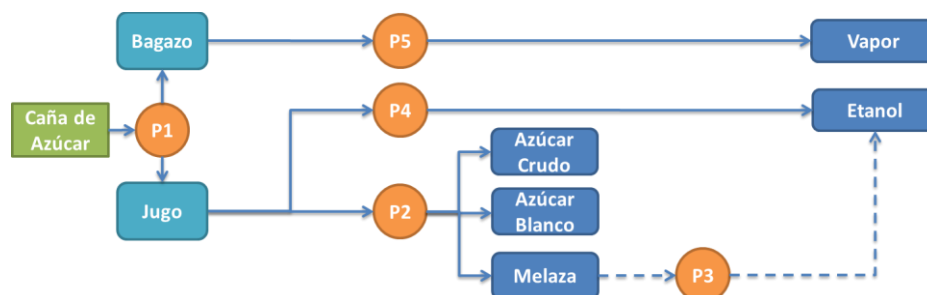 Bagazo
P5
Vapor
Caña de
Azúcar
P1
P4
Etanol
Azúcar
Crudo
Jugo
P2
Azúcar
Blanco
Melaza
P3